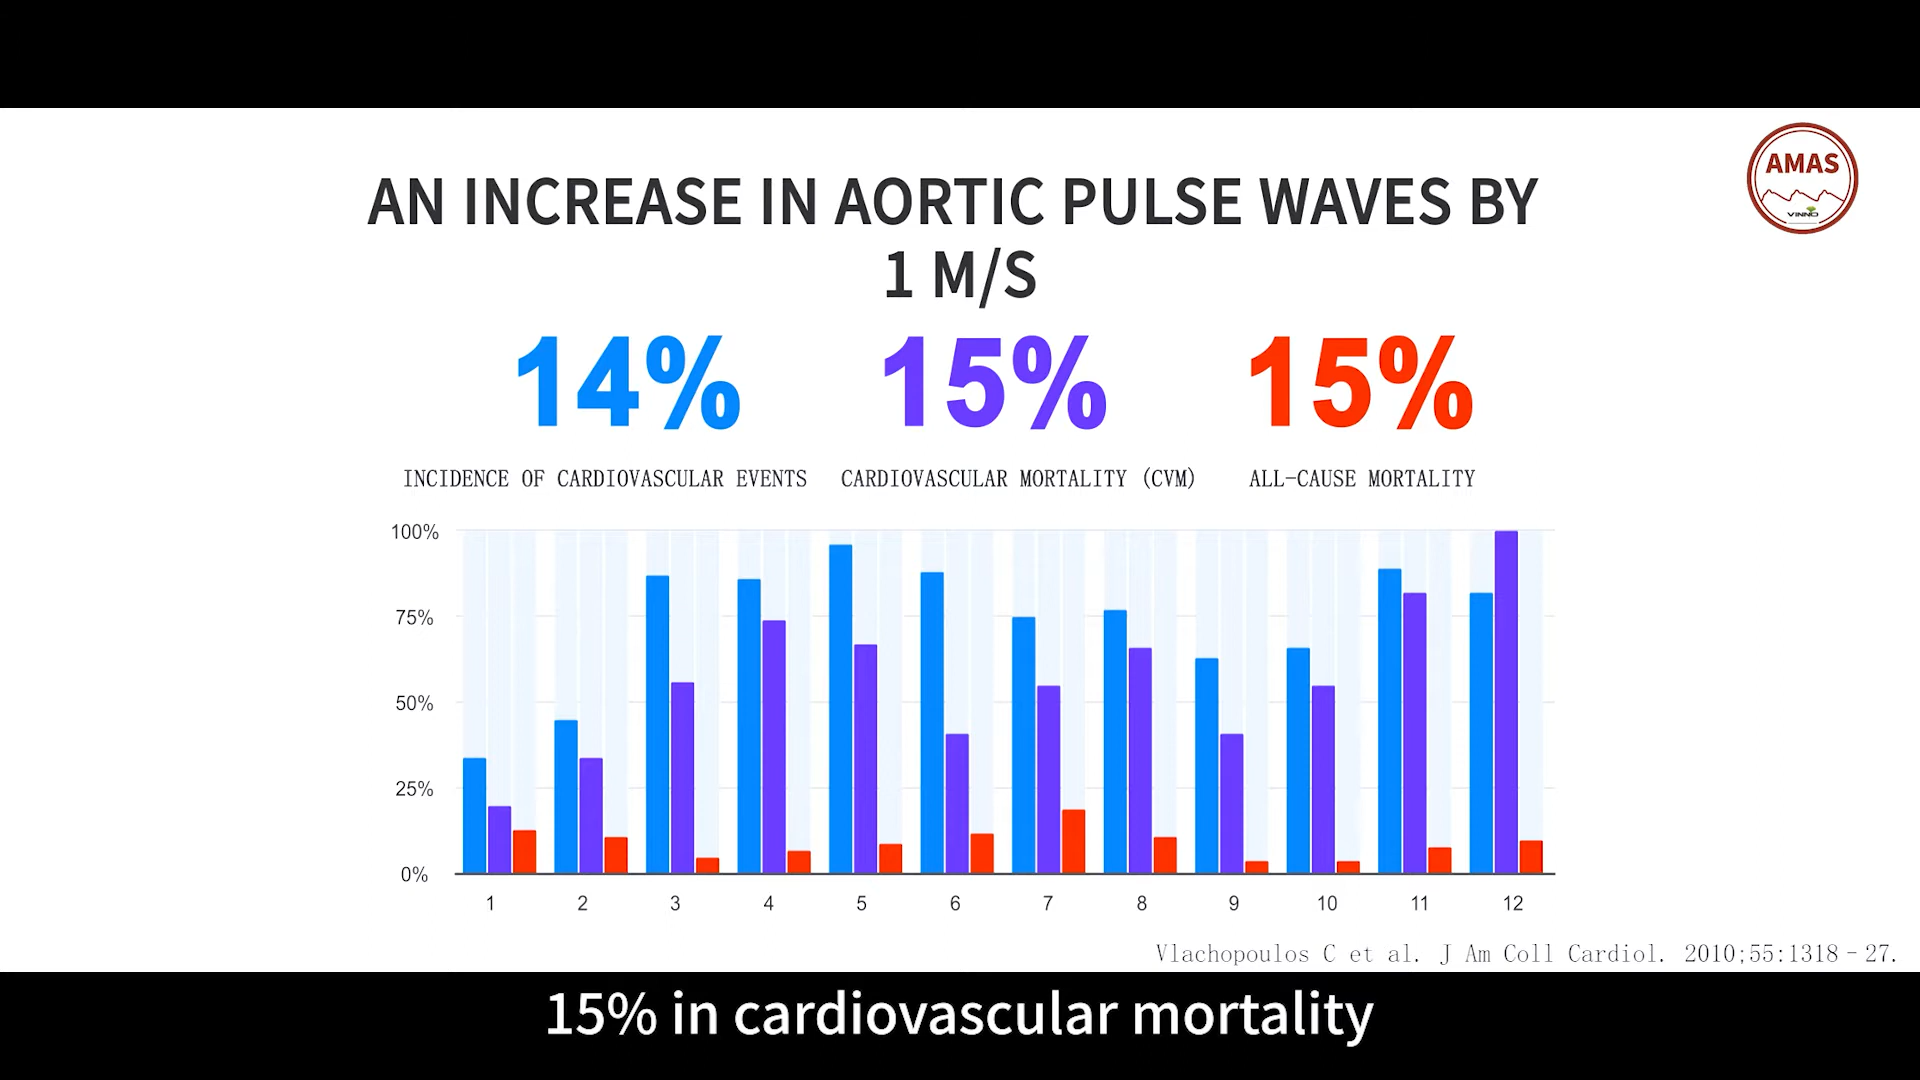 AMAS
VINNO
AN INCREASE IN AORTIC PULSE WAVES BY
1 M/S
14% 15% 15%
INCIDENCE OF CARDIOVASCULAR EVENTS CARDIOVASCULAR MORTALITY (CVM) ALL-CAUSE MORTALITY
100%
75%
50%
25%
0%
1 2 3 4 5 6 7 8 9 10 11 12
Vlachopoulos C et al. J Am Coll Cardiol. 2010;55:1318-27.
15% in cardiovascular mortality